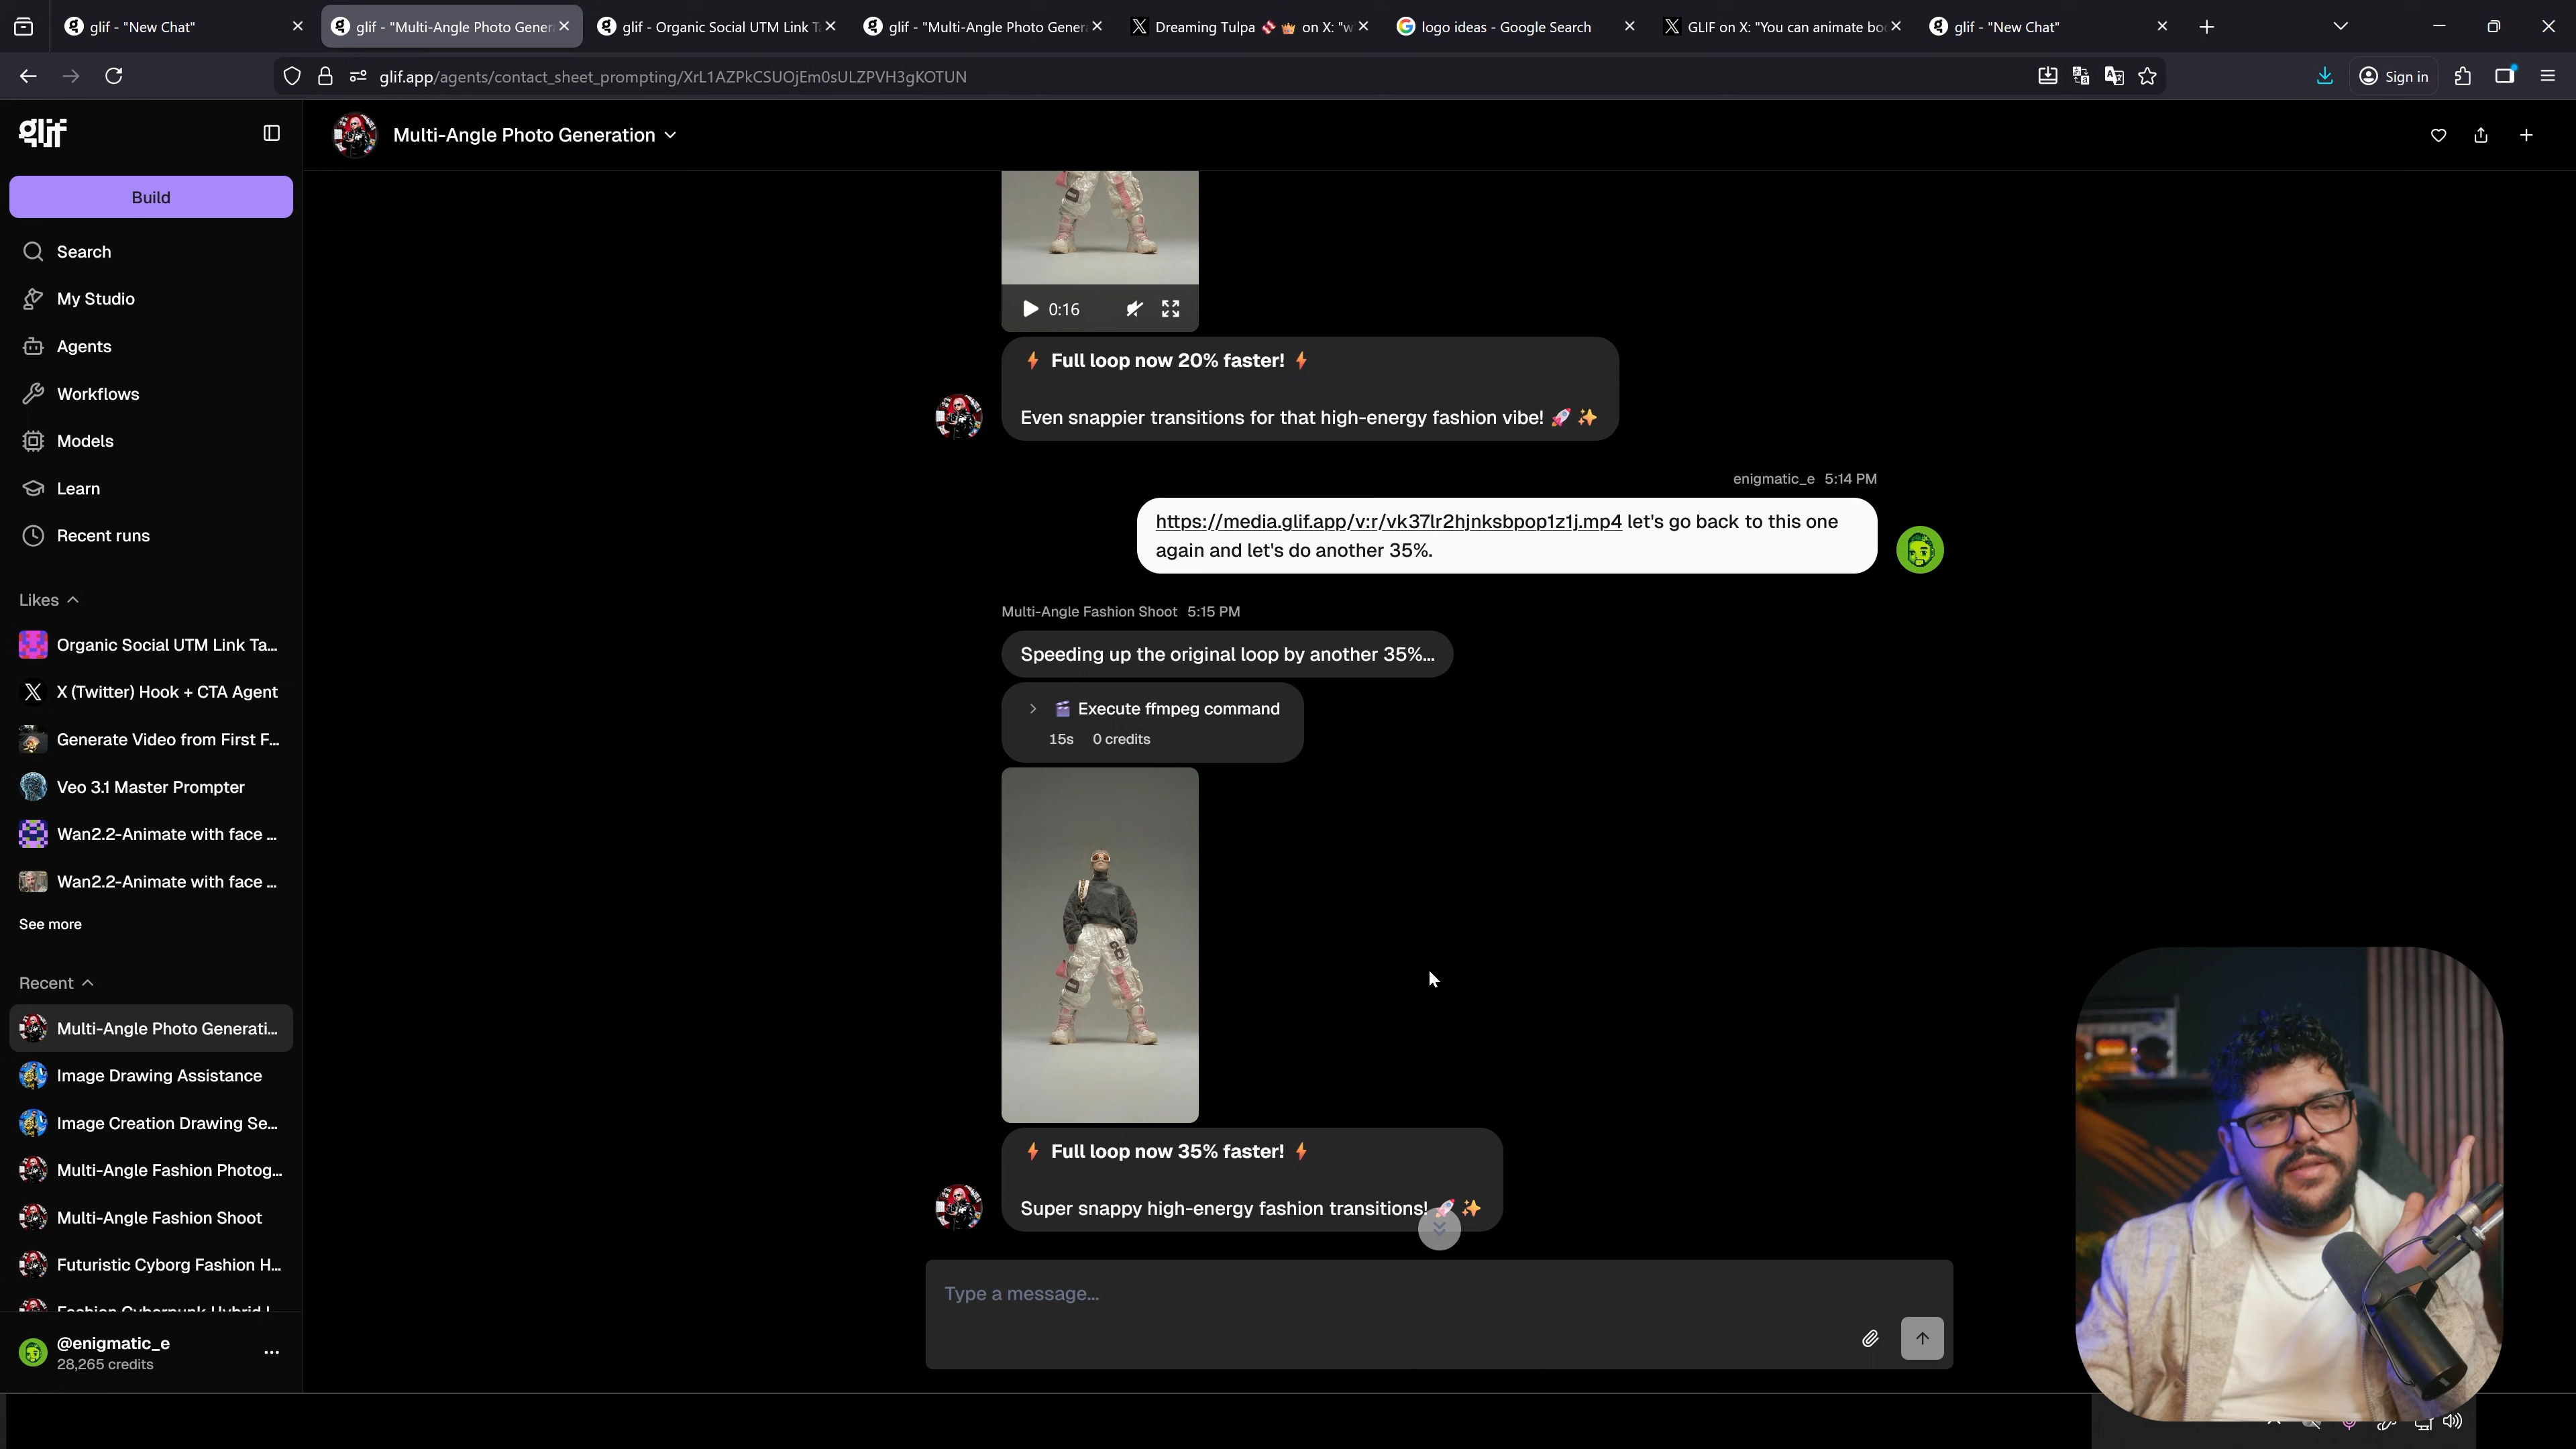 glif - "New Chat"
glif - "Multi-Angle Photo Gener
glif - Organic Social UTM Link T
glif - "Multi-Angle Photo Gener
Dreaming Tulpa 🍬 👑 on X: "w
logo ideas - Google Search
GLIF on X: "You can animate bo
glif - "New Chat"
glif.app/agents/contact_sheet_prompting/XrL1AZPkCSUOjEm0sULZPVH3gKOTUN
Sign in
glif
Build
Search
My Studio
Agents
Workflows
Models
Learn
Recent runs
Likes
Organic Social UTM Link Ta...
X (Twitter) Hook + CTA Agent
Generate Video from First F...
Veo 3.1 Master Prompter
Wan2.2-Animate with face ...
Wan2.2-Animate with face ...
See more
Recent
Multi-Angle Photo Generati...
Image Drawing Assistance
Image Creation Drawing Se...
Multi-Angle Fashion Photog...
Multi-Angle Fashion Shoot
Futuristic Cyborg Fashion H...
Fashion Cyberpunk Hybrid I
@enigmatic_e
28,265 credits
Multi-Angle Photo Generation
0:16
⚡ Full loop now 20% faster! ⚡
Even snappier transitions for that high-energy fashion vibe! 🚀 ✨
enigmatic_e 5:14 PM
https://media.glif.app/v:r/vk37lr2hjnksbpop1z1j.mp4 let's go back to this one
again and let's do another 35%.
Multi-Angle Fashion Shoot 5:15 PM
Speeding up the original loop by another 35%...
🎬 Execute ffmpeg command
15s 0 credits
⚡ Full loop now 35% faster! ⚡
Super snappy high-energy fashion transitions! 🚀 ✨
Type a message...